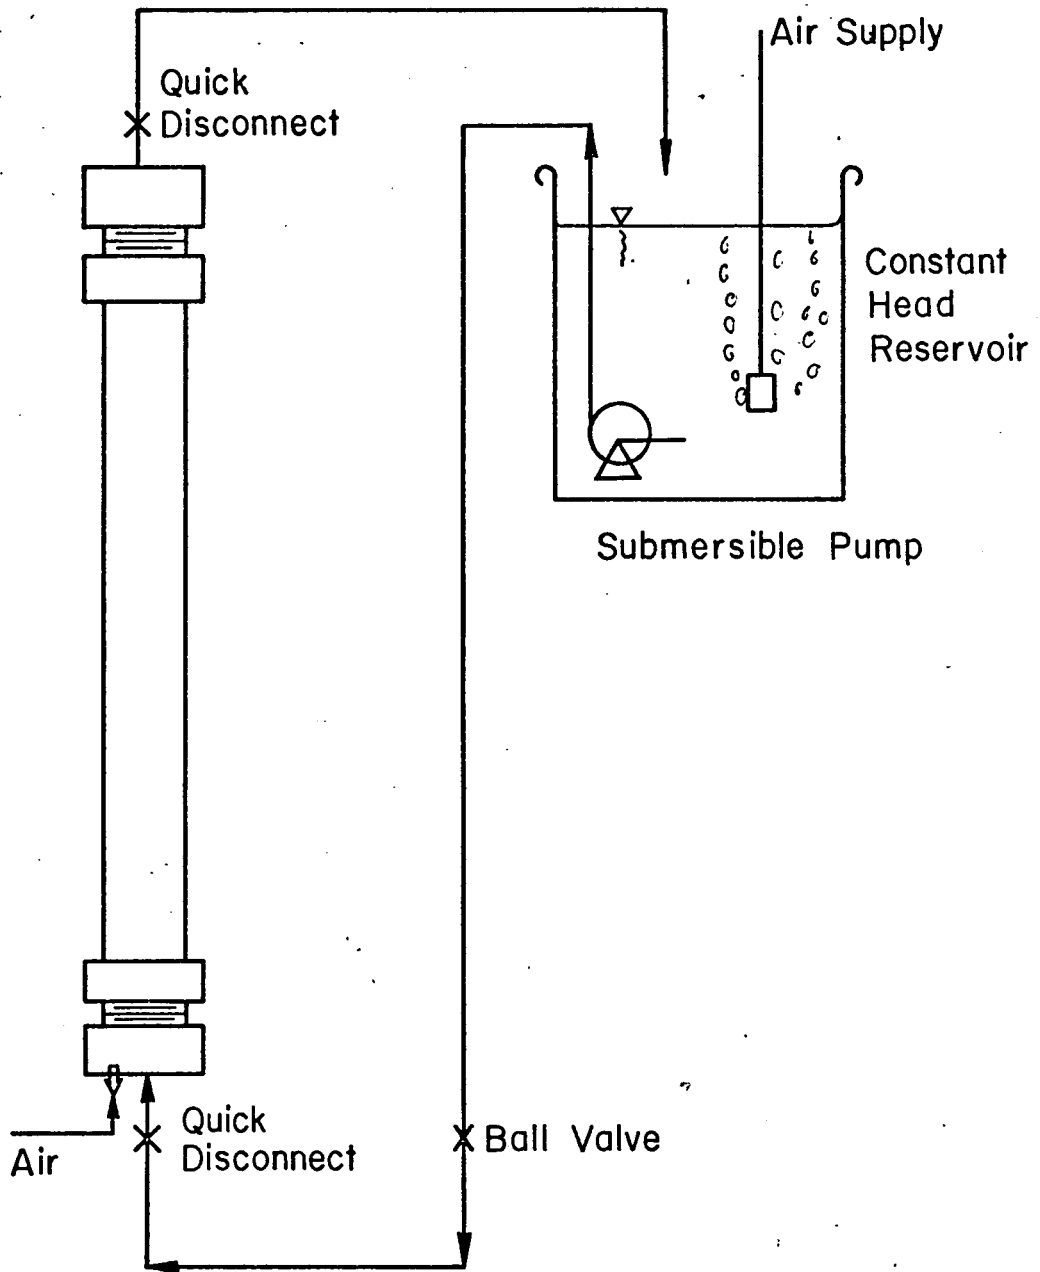 Air Supply
Quick
Disconnect
Constant
Head
Reservoir
Submersible Pump
Quick
Disconnect
Ball Valve
Air